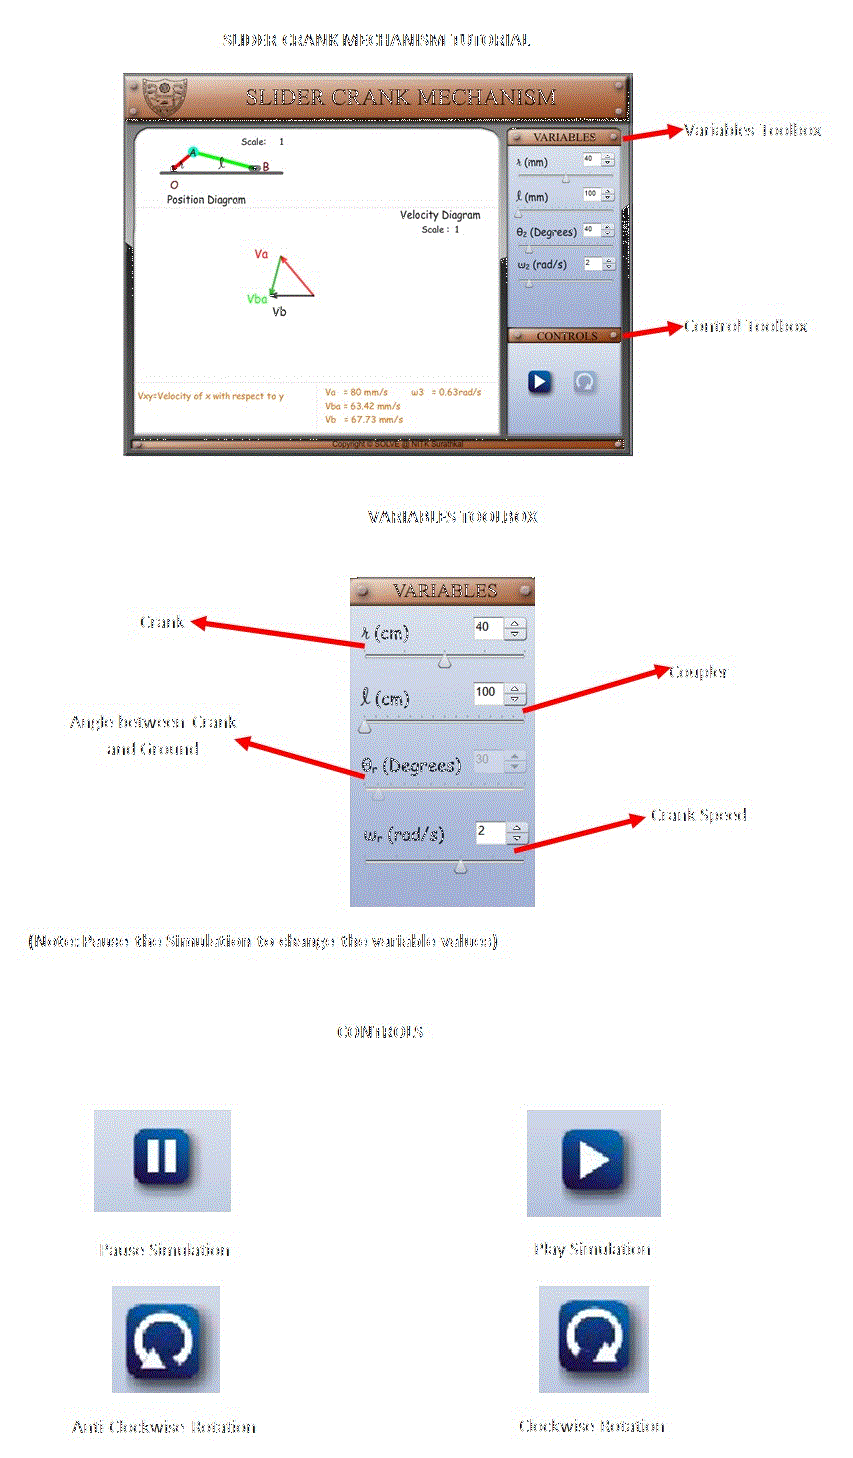 SLIDER CRANK MECHANISM TUTORIAL
SLIDER CRANK MECHANISM
Scale: 1
A
r
l
B
O
Position Diagram
Velocity Diagram
Scale : 1
Va
Vba
Vb
Vxy=Velocity of x with respect to y
Va = 80 mm/s ω3 = 0.63rad/s
Vba = 63.42 mm/s
Vb = 67.73 mm/s
VARIABLES
r (mm) 40
l (mm) 100
θ2 (Degrees) 40
ω2 (rad/s) 2
CONTROLS
Copyright © SOLVE @ NITK Surathkal
Variables Toolbox
Control Toolbox
VARIABLES TOOLBOX
VARIABLES
r (cm) 40
l (cm) 100
θr (Degrees) 30
ωr (rad/s) 2
Crank
Coupler
Angle between Crank
and Ground
Crank Speed
(Note: Pause the Simulation to change the variable values)
CONTROLS
Pause Simulation
Play Simulation
Anti Clockwise Rotation
Clockwise Rotation